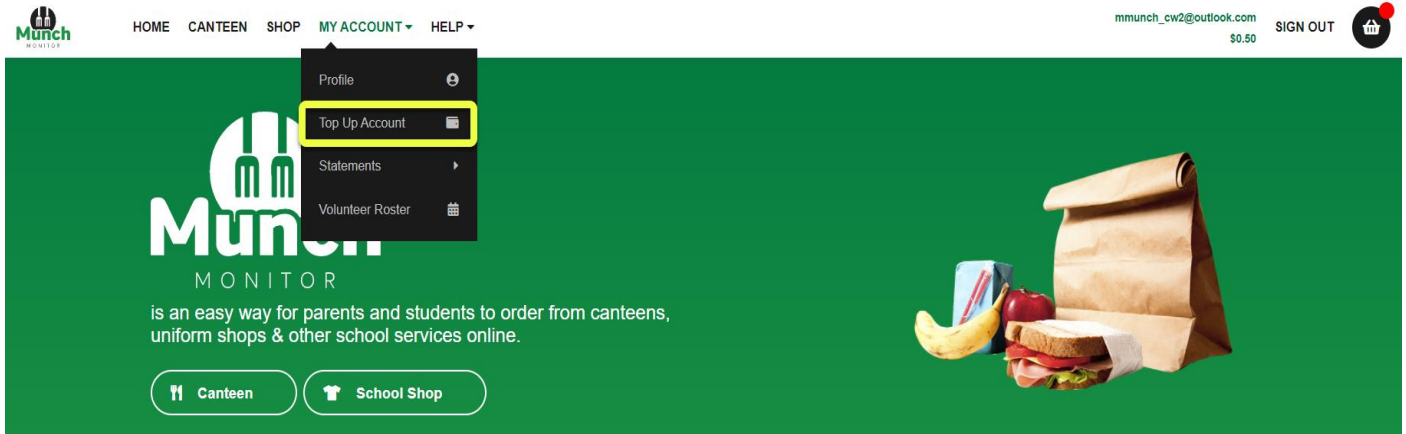 Munch
MONITOR
HOME CANTEEN SHOP MY ACCOUNT HELP
mmunch_cw2@outlook.com
$0.50
SIGN OUT
Profile
Top Up Account
Statements
Volunteer Roster
Munch
MONITOR
is an easy way for parents and students to order from canteens,
uniform shops & other school services online.
Canteen
School Shop